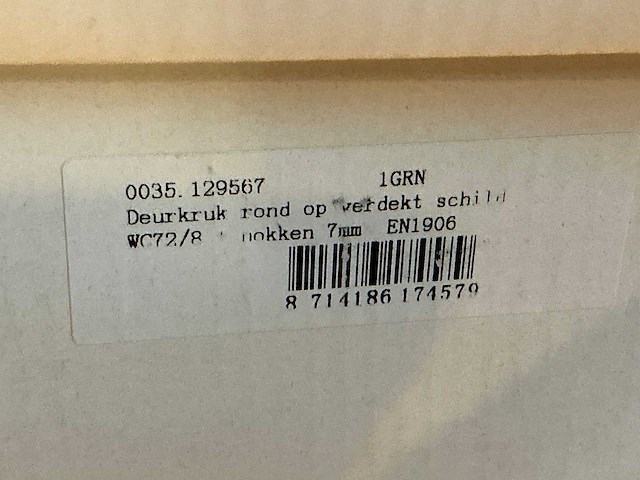 0035.129567 1GRN
Deurkruk rond op verdekt schild
WC72/8 nokken 7mm EN1906
8 714186 174579